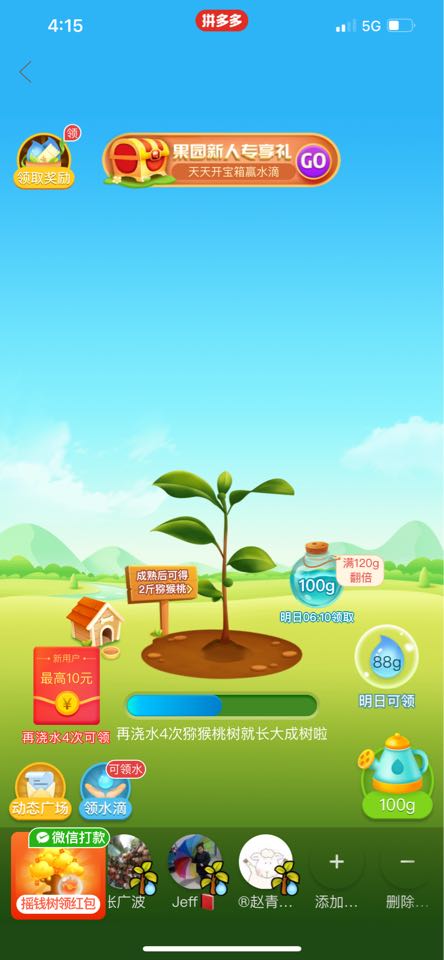 4:15
拼多多
5G
领
领取奖励
果园新人专享礼
天天开宝箱赢水滴
GO
成熟后可得
2斤猕猴桃>
100g
满120g
翻倍
明日06:10领取
88g
明日可领
新用户
最高10元
¥
再浇水4次可领
再浇水4次猕猴桃树就长大成树啦
动态广场
可领水
领水滴
100g
微信打款
摇钱树领红包
张广波
Jeff
®赵青...
+
添加...
−
删除...